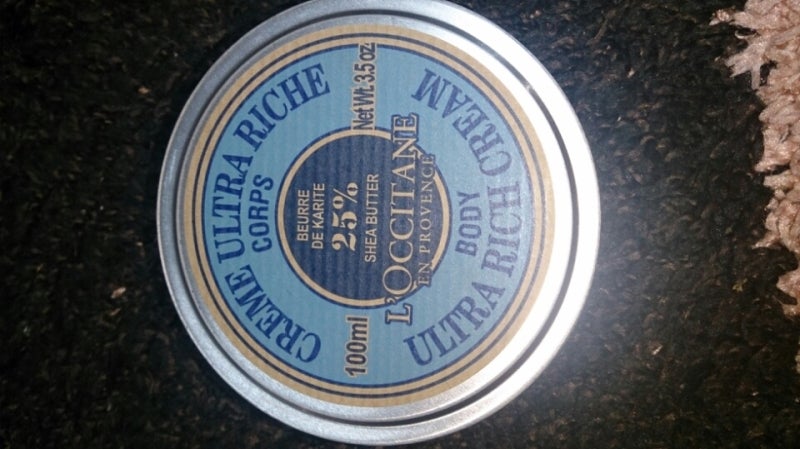 CREME ULTRA RICHE
CORPS
BEURRE
DE KARITE
25%
SHEA BUTTER
100ml
Net Wt. 3.5 oz
L'OCCITANE
EN PROVENCE
BODY
ULTRA RICH CREAM